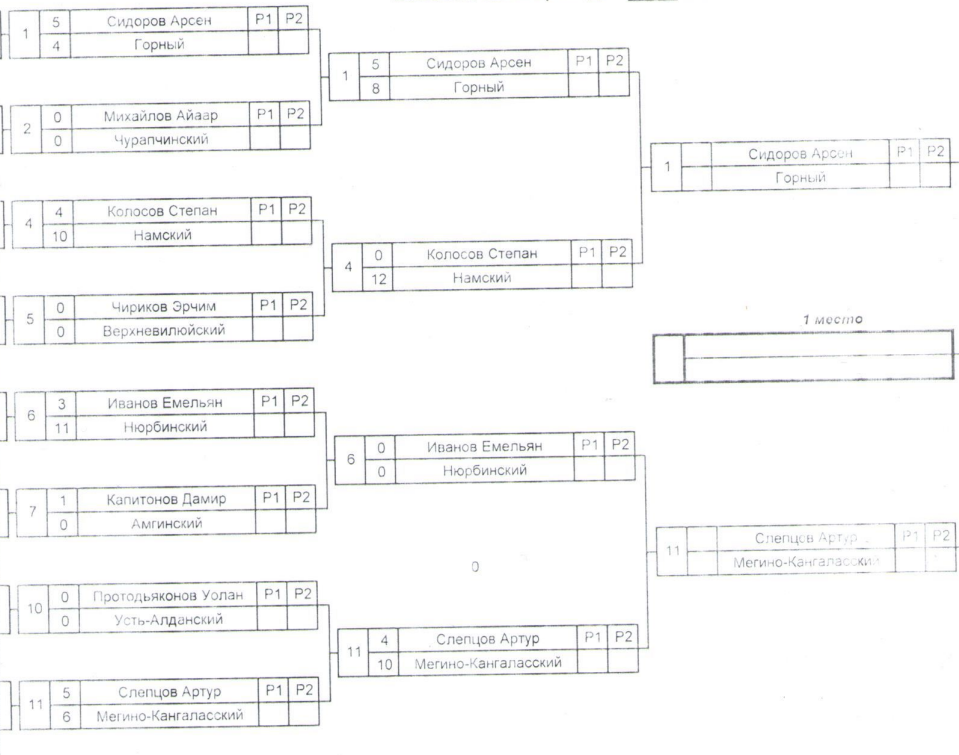 1 5 Сидоров Арсен P1 P2
4 Горный
2 0 Михайлов Айаар P1 P2
0 Чурапчинский
4 4 Колосов Степан P1 P2
10 Намский
5 0 Чириков Эрчим P1 P2
0 Верхневилюйский
6 3 Иванов Емельян P1 P2
11 Нюрбинский
7 1 Капитонов Дамир P1 P2
0 Амгинский
10 0 Протодьяконов Уолан P1 P2
0 Усть-Алданский
11 5 Слепцов Артур P1 P2
6 Мегино-Кангаласский
1 5 Сидоров Арсен P1 P2
8 Горный
4 0 Колосов Степан P1 P2
12 Намский
6 0 Иванов Емельян P1 P2
0 Нюрбинский
0
11 4 Слепцов Артур P1 P2
10 Мегино-Кангаласский
1 Сидоров Арсен P1 P2
Горный
1 место
11 Слепцов Артур P1 P2
Мегино-Кангаласский